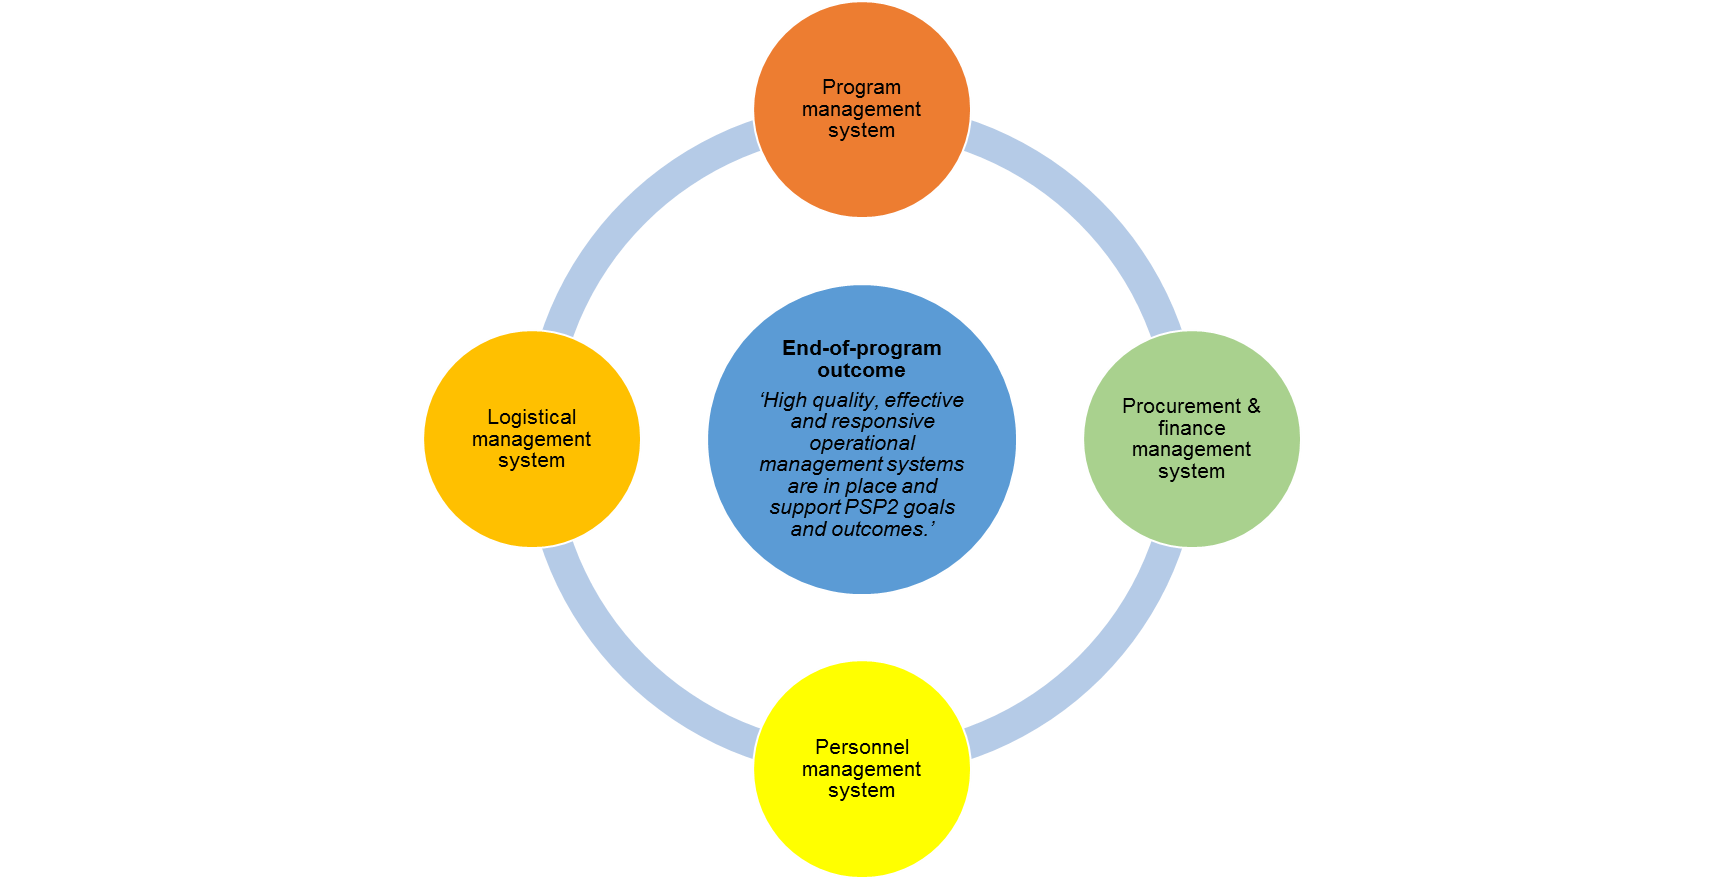 Program
management
system
Logistical
management
system
End-of-program
outcome
‘High quality, effective
and responsive
operational
management systems
are in place and
support PSP2 goals
and outcomes.’
Procurement &
finance
management
system
Personnel
management
system